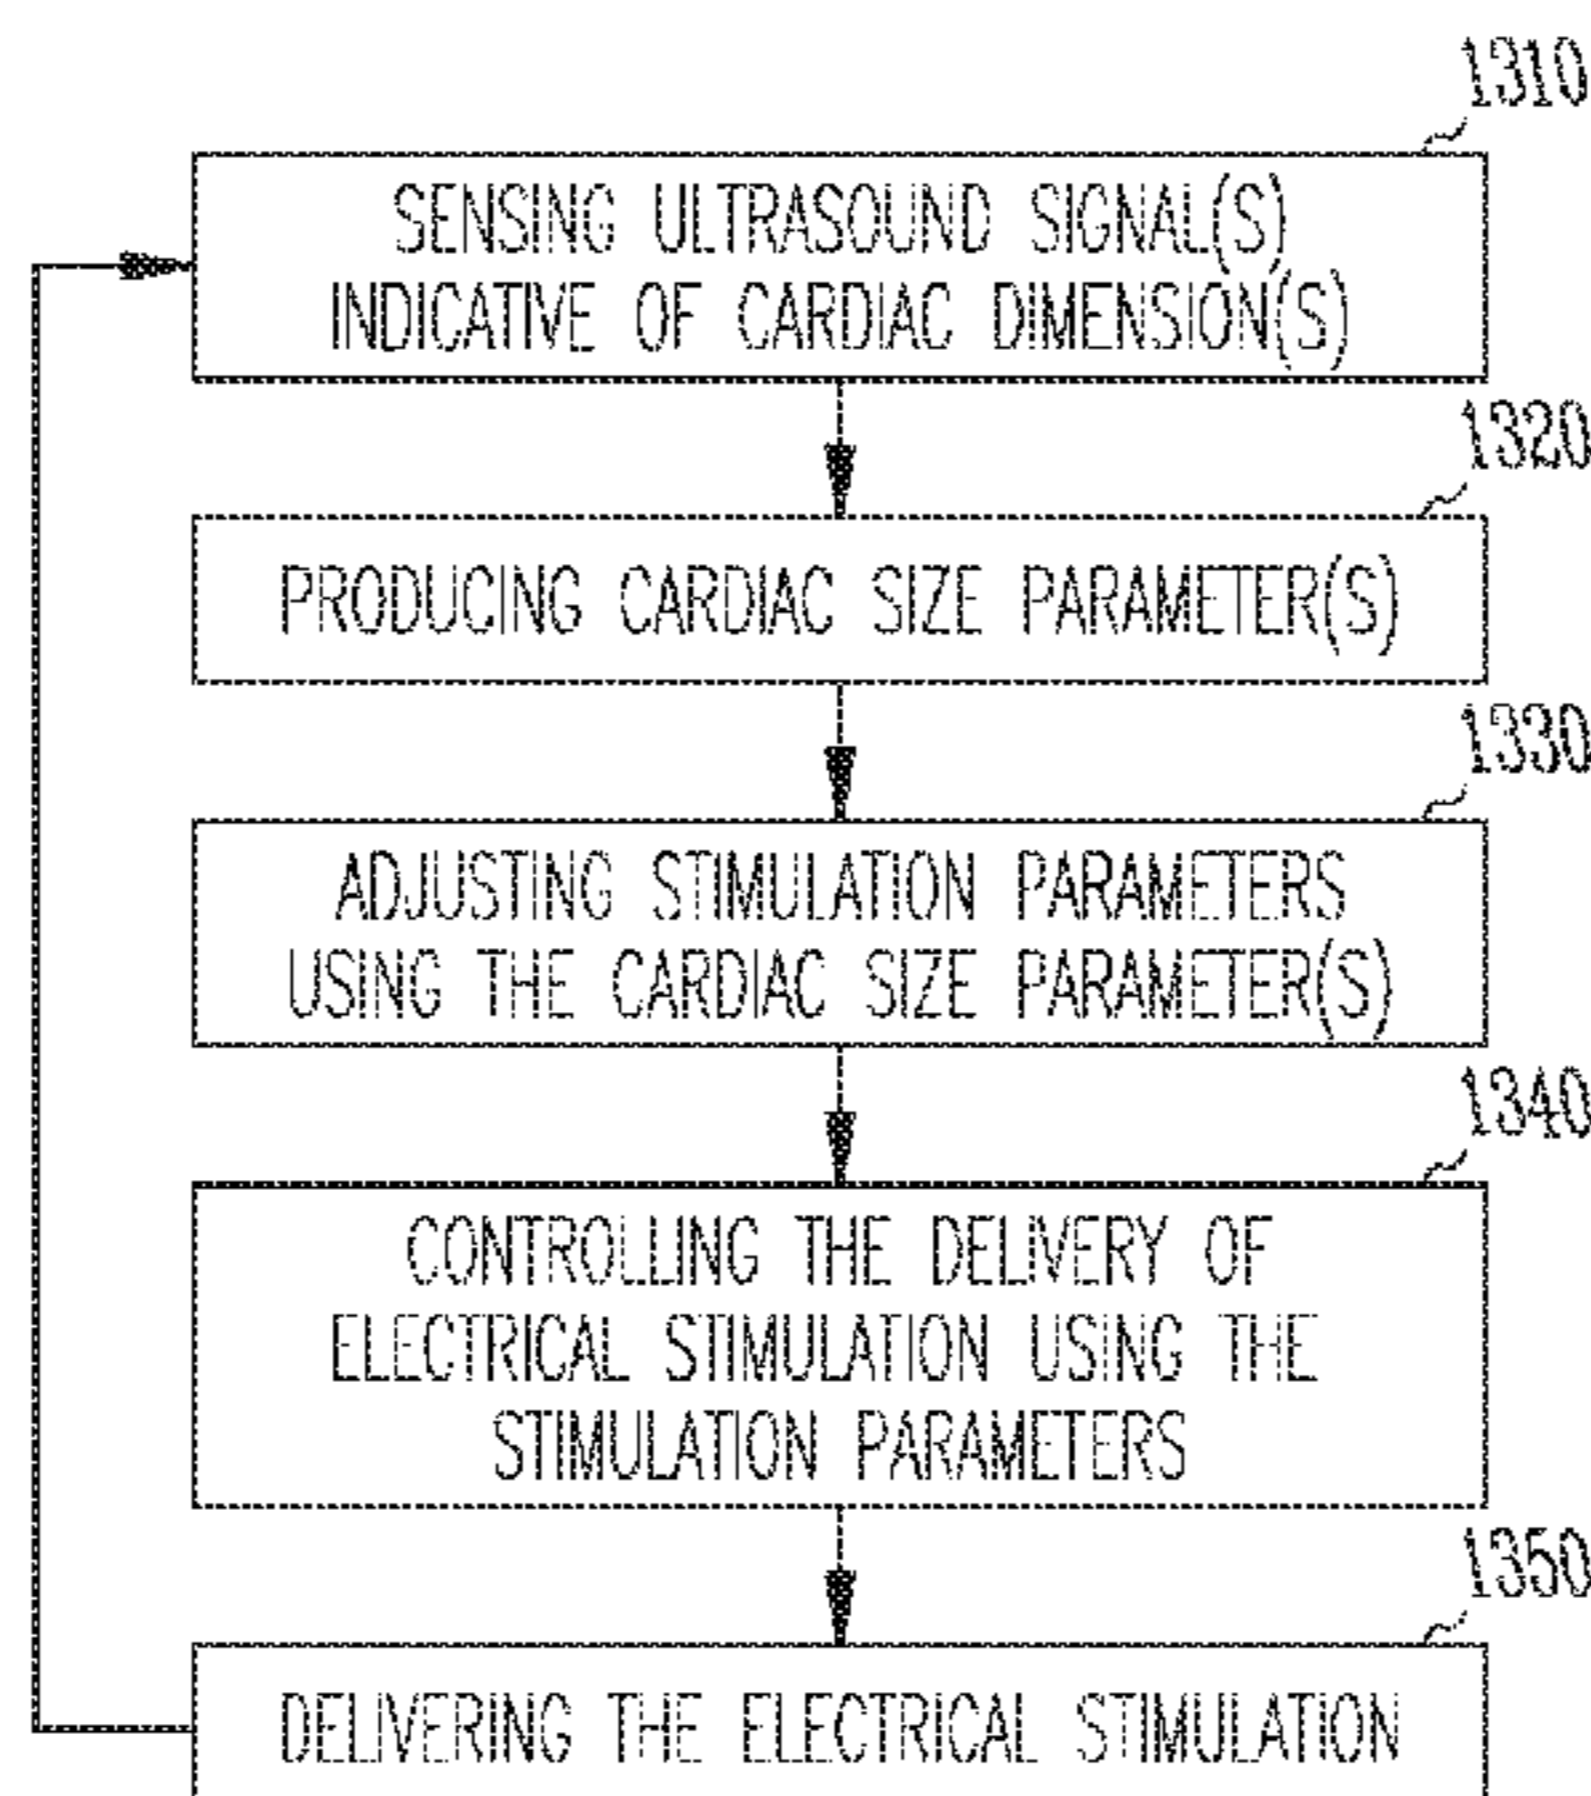 1310
SENSING ULTRASOUND SIGNAL(S)
INDICATIVE OF CARDIAC DIMENSION(S)
1320
PRODUCING CARDIAC SIZE PARAMETER(S)
1330
ADJUSTING STIMULATION PARAMETERS
USING THE CARDIAC SIZE PARAMETER(S)
1340
CONTROLLING THE DELIVERY OF
ELECTRICAL STIMULATION USING THE
STIMULATION PARAMETERS
1350
DELIVERING THE ELECTRICAL STIMULATION